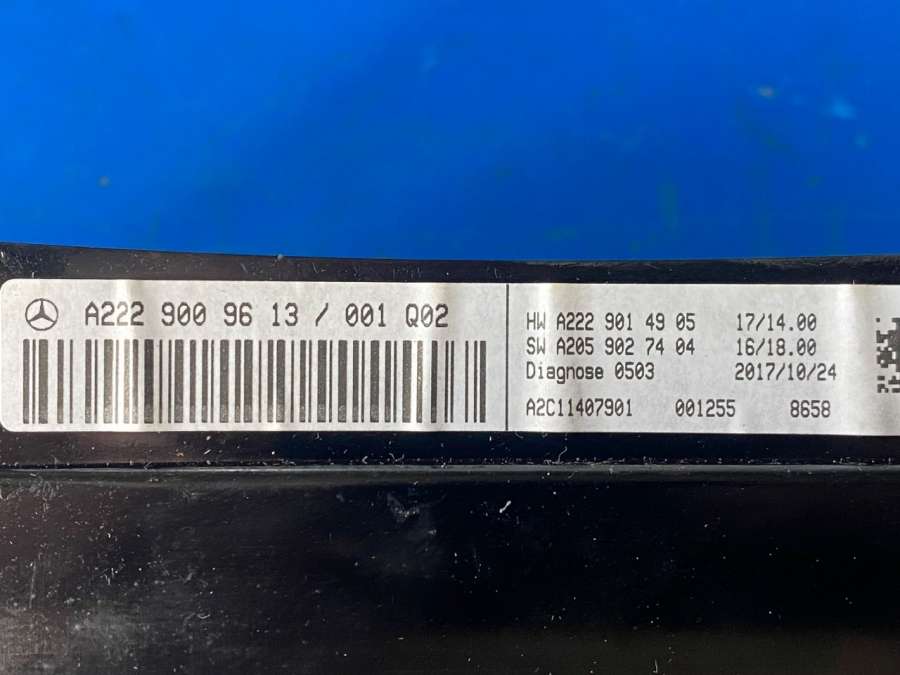 A222 900 96 13 / 001 Q02
HW A222 901 49 05 17/14.00
SW A205 902 74 04 16/18.00
Diagnose 0503 2017/10/24
A2C11407901 001255 8658